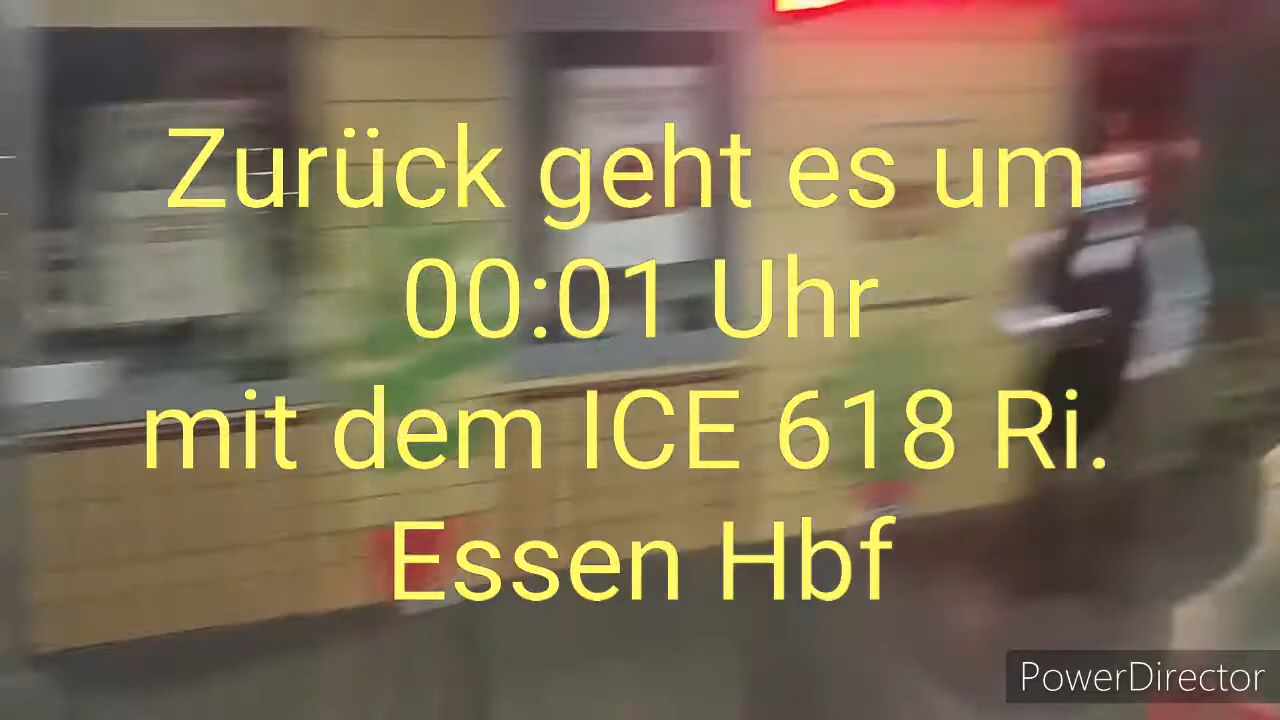 Zurück geht es um
00:01 Uhr
mit dem ICE 618 Ri.
Essen Hbf
PowerDirector